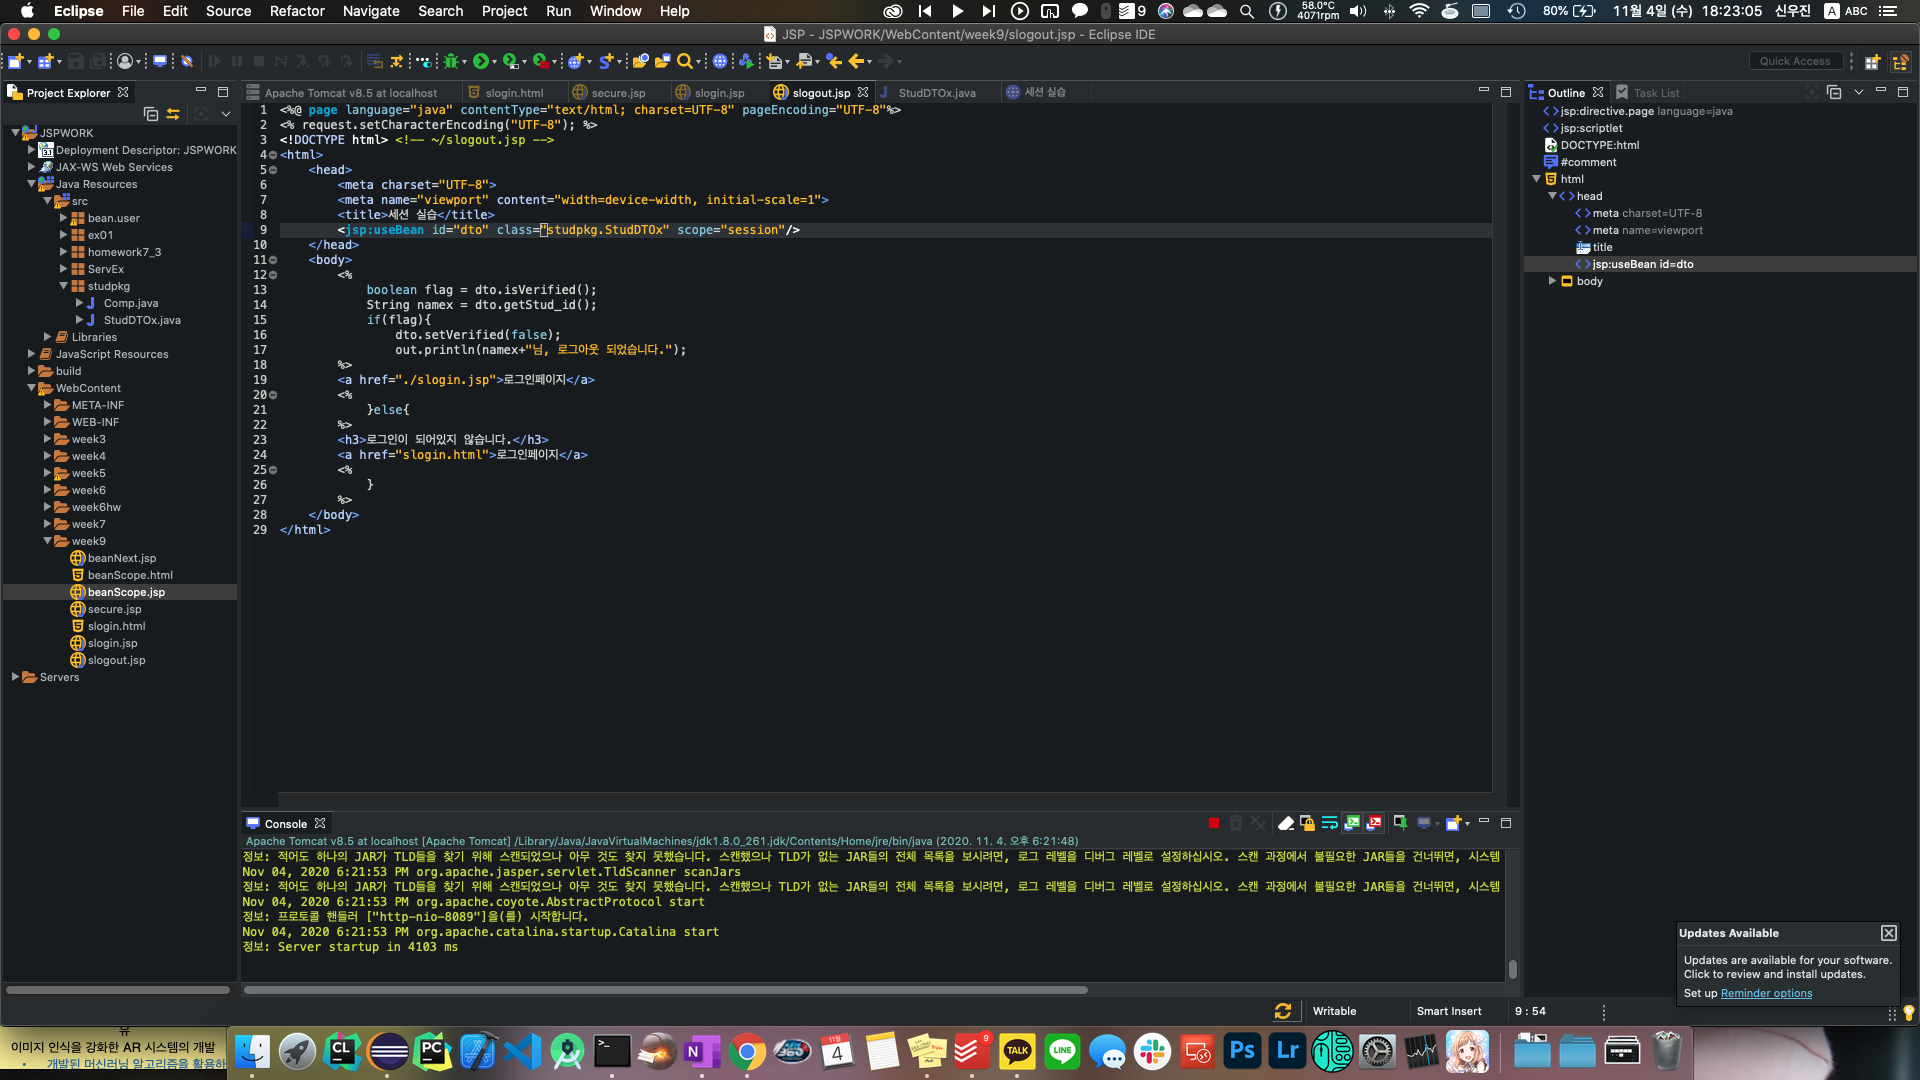 Eclipse File Edit Source Refactor Navigate Search Project Run Window Help
9
58.0°C
4071rpm
80%
11월 4일 (수) 18:23:05 신우진 A ABC
JSP - JSPWORK/WebContent/week9/slogout.jsp - Eclipse IDE
Quick Access
Project Explorer
JSPWORK
Deployment Descriptor: JSPWORK
JAX-WS Web Services
Java Resources
src
bean.user
ex01
homework7_3
ServEx
studpkg
Comp.java
StudDTOx.java
Libraries
JavaScript Resources
build
WebContent
META-INF
WEB-INF
week3
week4
week5
week6
week6hw
week7
week9
beanNext.jsp
beanScope.html
beanScope.jsp
secure.jsp
slogin.html
slogin.jsp
slogout.jsp
Servers
Apache Tomcat v8.5 at localhost slogin.html secure.jsp slogin.jsp slogout.jsp StudDTOx.java 세션 실습
1 <%@ page language="java" contentType="text/html; charset=UTF-8" pageEncoding="UTF-8"%>
2 <% request.setCharacterEncoding("UTF-8"); %>
3 <!DOCTYPE html> <!-- ~/slogout.jsp -->
4 <html>
5 <head>
6 <meta charset="UTF-8">
7 <meta name="viewport" content="width=device-width, initial-scale=1">
8 <title>세션 실습</title>
9 <jsp:useBean id="dto" class="studpkg.StudDTOx" scope="session"/>
10 </head>
11 <body>
12 <%
13 boolean flag = dto.isVerified();
14 String namex = dto.getStud_id();
15 if(flag){
16 dto.setVerified(false);
17 out.println(namex+"님, 로그아웃 되었습니다.");
18 %>
19 <a href="./slogin.jsp">로그인페이지</a>
20 <%
21 }else{
22 %>
23 <h3>로그인이 되어있지 않습니다.</h3>
24 <a href="slogin.html">로그인페이지</a>
25 <%
26 }
27 %>
28 </body>
29 </html>
Outline Task List
jsp:directive.page language=java
jsp:scriptlet
DOCTYPE:html
#comment
html
head
meta charset=UTF-8
meta name=viewport
title
jsp:useBean id=dto
body
Console
Apache Tomcat v8.5 at localhost [Apache Tomcat] /Library/Java/JavaVirtualMachines/jdk1.8.0_261.jdk/Contents/Home/jre/bin/java (2020. 11. 4. 오후 6:21:48)
정보: 적어도 하나의 JAR가 TLD들을 찾기 위해 스캔되었으나 아무 것도 찾지 못했습니다. 스캔했으나 TLD가 없는 JAR들의 전체 목록을 보시려면, 로그 레벨을 디버그 레벨로 설정하십시오. 스캔 과정에서 불필요한 JAR들을 건너뛰면, 시스템
Nov 04, 2020 6:21:53 PM org.apache.jasper.servlet.TldScanner scanJars
정보: 적어도 하나의 JAR가 TLD들을 찾기 위해 스캔되었으나 아무 것도 찾지 못했습니다. 스캔했으나 TLD가 없는 JAR들의 전체 목록을 보시려면, 로그 레벨을 디버그 레벨로 설정하십시오. 스캔 과정에서 불필요한 JAR들을 건너뛰면, 시스템
Nov 04, 2020 6:21:53 PM org.apache.coyote.AbstractProtocol start
정보: 프로토콜 핸들러 ["http-nio-8089"]을(를) 시작합니다.
Nov 04, 2020 6:21:53 PM org.apache.catalina.startup.Catalina start
정보: Server startup in 4103 ms
Updates Available
Updates are available for your software.
Click to review and install updates.
Set up Reminder options
Writable Smart Insert 9 : 54
이미지 인식을 강화한 AR 시스템의 개발
개발된 머신러닝 알고리즘을 활용하
CL
PC
N
11월
4
9
TALK
LINE
Ps
Lr